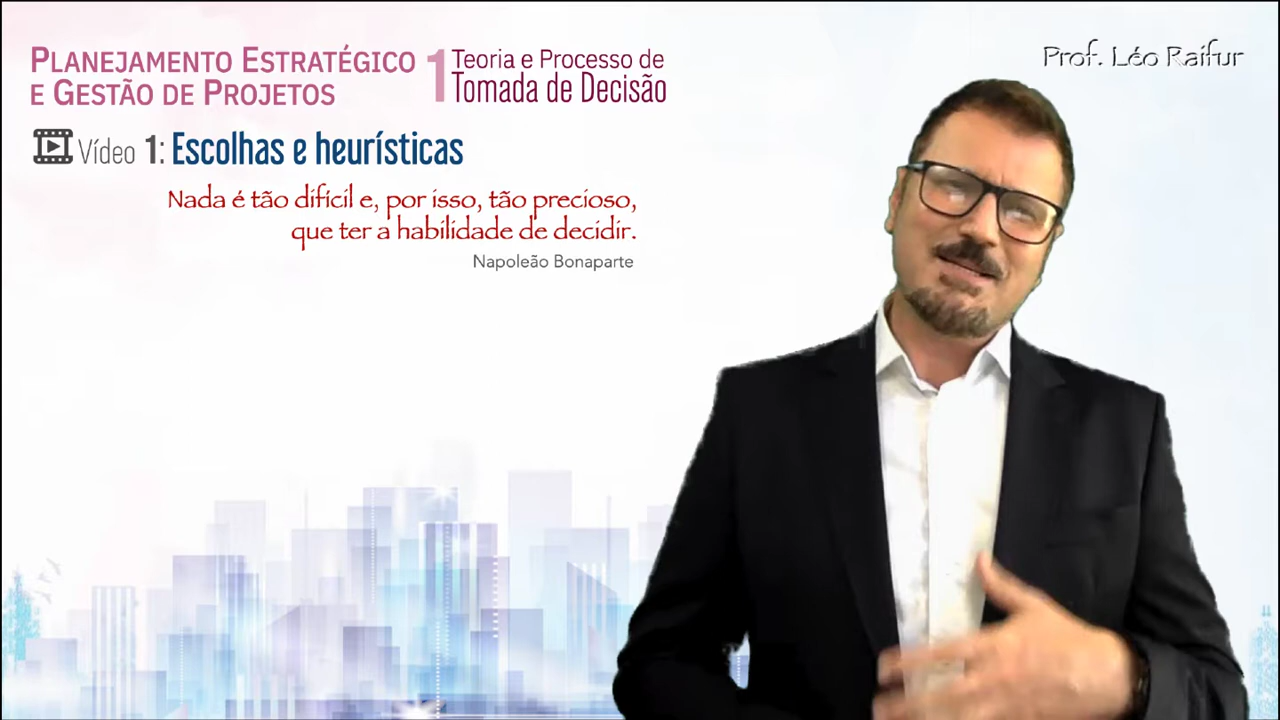 PLANEJAMENTO ESTRATÉGICO
E GESTÃO DE PROJETOS
1 Teoria e Processo de
Tomada de Decisão
Prof. Léo Raifur
Vídeo 1: Escolhas e heurísticas
Nada é tão difícil e, por isso, tão precioso,
que ter a habilidade de decidir.
Napoleão Bonaparte